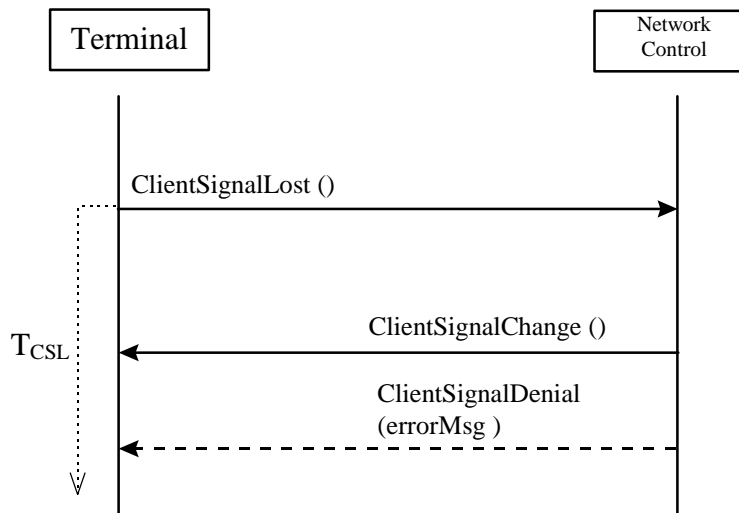 Terminal
Network
Control
ClientSignalLost ()
ClientSignalChange ()
TCSL
ClientSignalDenial
(errorMsg )